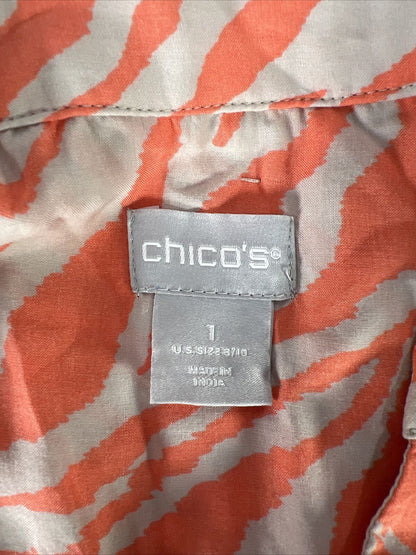 chico's®
1
U.S. SIZE 8/10
MADE IN
INDIA